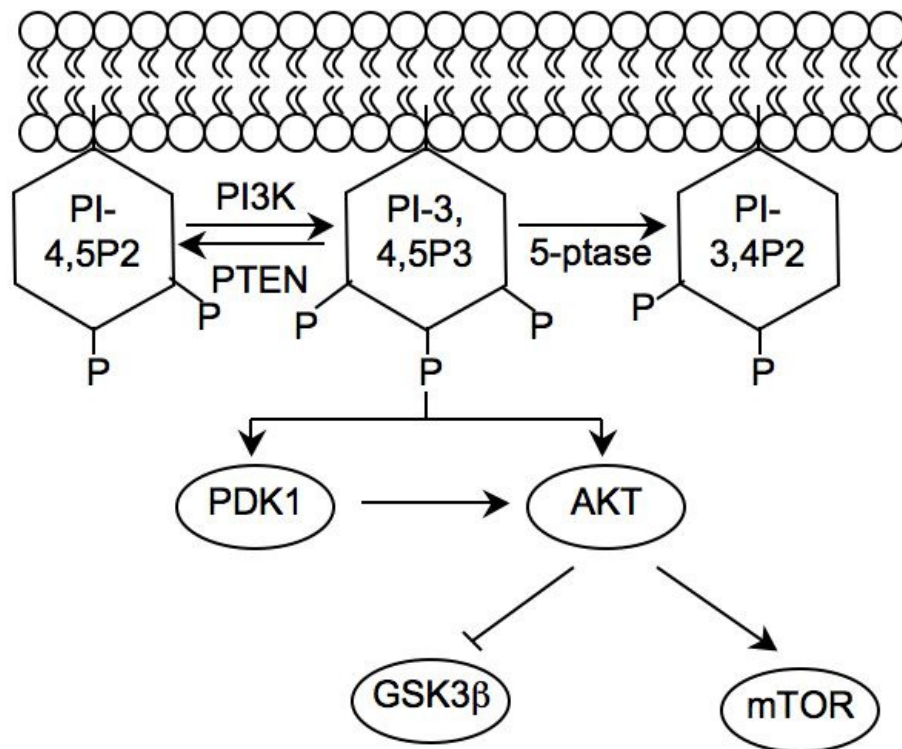 PI-
4,5P2
PI3K
PTEN
PI-3,
4,5P3
5-ptase
PI-
3,4P2
P
P
P
P
P
P
P
PDK1
AKT
GSK3β
mTOR